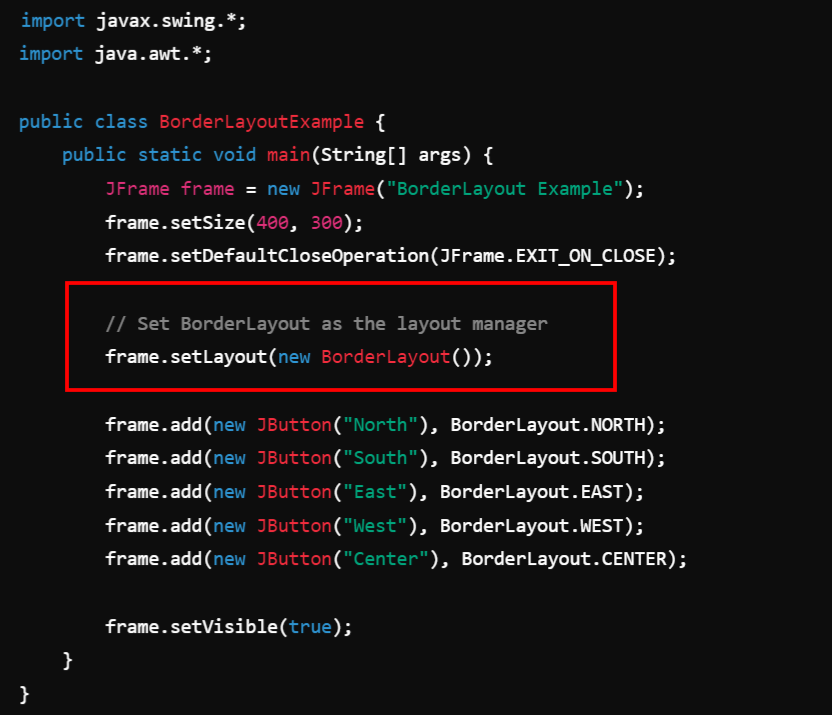 import javax.swing.*;
import java.awt.*;
public class BorderLayoutExample {
public static void main(String[] args) {
JFrame frame = new JFrame("BorderLayout Example");
frame.setSize(400, 300);
frame.setDefaultCloseOperation(JFrame.EXIT_ON_CLOSE);
// Set BorderLayout as the layout manager
frame.setLayout(new BorderLayout());
frame.add(new JButton("North"), BorderLayout.NORTH);
frame.add(new JButton("South"), BorderLayout.SOUTH);
frame.add(new JButton("East"), BorderLayout.EAST);
frame.add(new JButton("West"), BorderLayout.WEST);
frame.add(new JButton("Center"), BorderLayout.CENTER);
frame.setVisible(true);
}
}